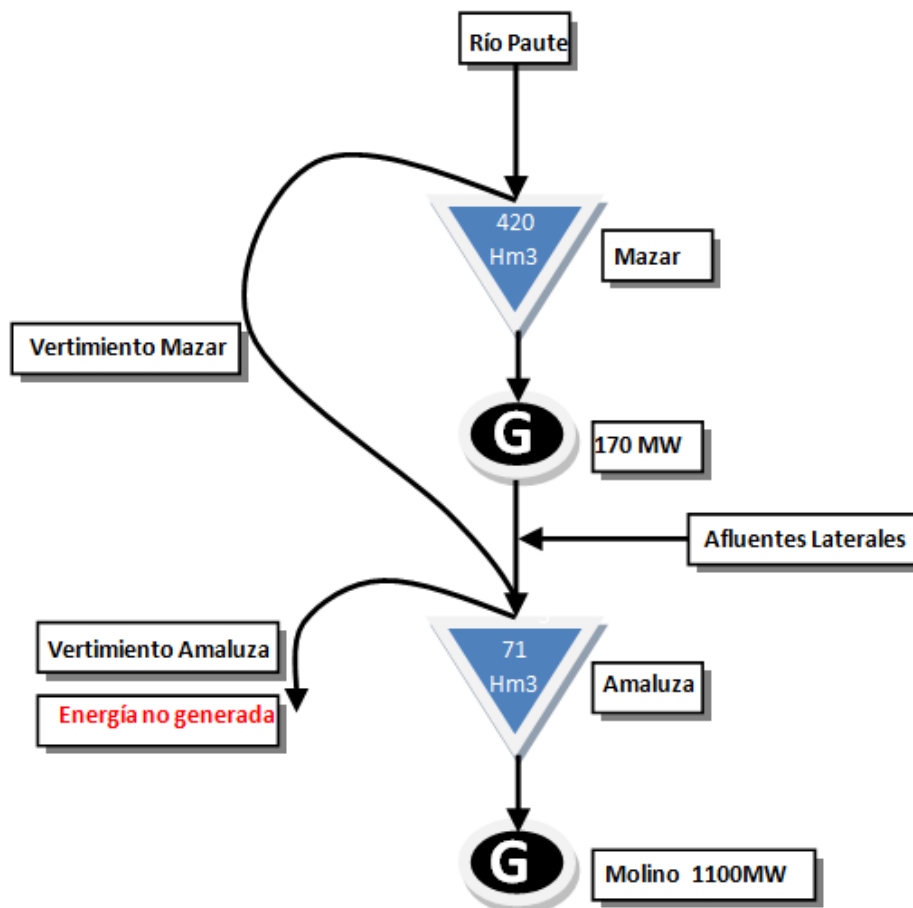 Río Paute
420
Hm3
Mazar
Vertimiento Mazar
G
170 MW
Afluentes Laterales
Vertimiento Amaluza
Energía no generada
71
Hm3
Amaluza
G
Molino 1100MW